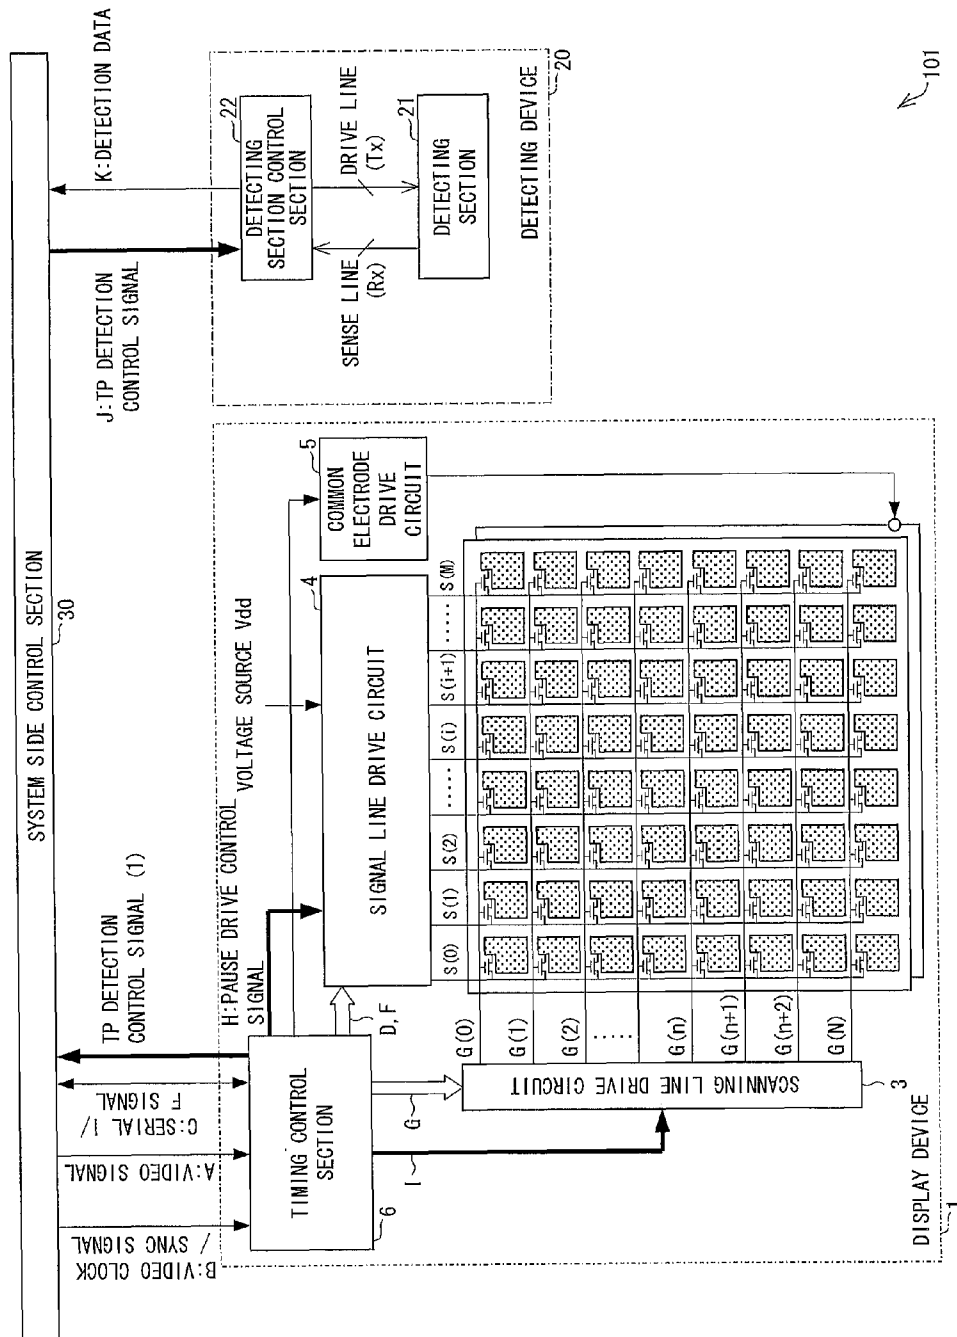 SYSTEM SIDE CONTROL SECTION
30
B:VIDEO CLOCK
/ SYNC SIGNAL
A:VIDEO SIGNAL
C:SERIAL I/
F SIGNAL
TP DETECTION
CONTROL SIGNAL (1)
J:TP DETECTION
CONTROL SIGNAL
K:DETECTION DATA
TIMING CONTROL
SECTION
6
H:PAUSE DRIVE CONTROL
SIGNAL
VOLTAGE SOURCE Vdd
D,F
G
I
SIGNAL LINE DRIVE CIRCUIT
4
COMMON
ELECTRODE
DRIVE
CIRCUIT
5
DETECTING
SECTION CONTROL
SECTION
22
SENSE LINE
(Rx)
DRIVE LINE
(Tx)
DETECTING
SECTION
21
DETECTING DEVICE
20
S(0)
S(1)
S(2)
.....
S(i)
S(i+1)
.....
S(M)
G(0)
G(1)
G(2)
.....
G(n)
G(n+1)
G(n+2)
G(N)
SCANNING LINE DRIVE CIRCUIT
3
DISPLAY DEVICE
1
101